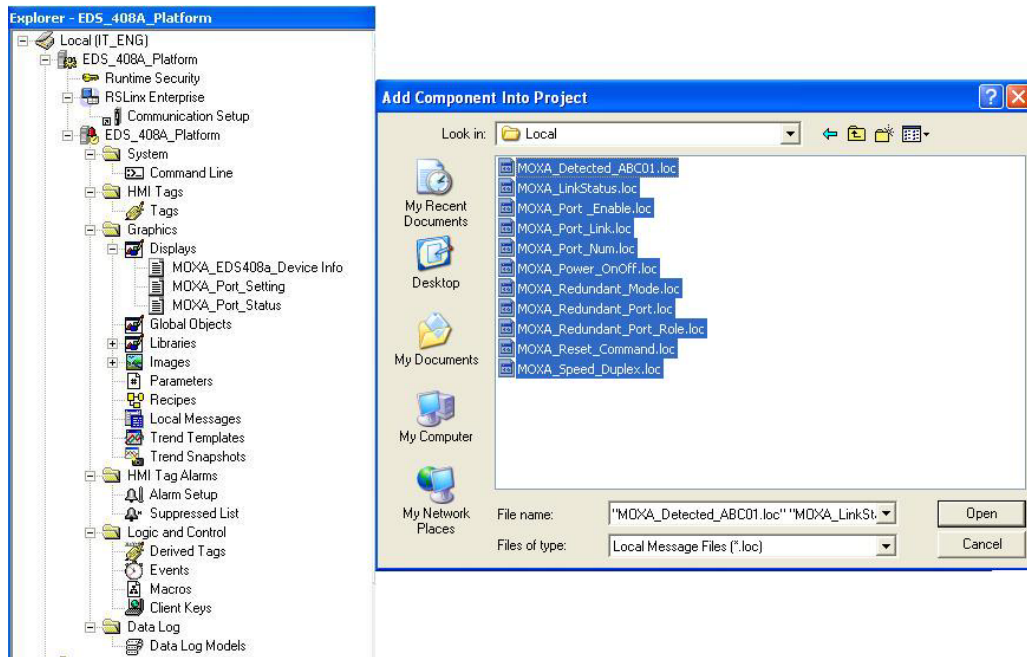 Explorer - EDS_408A_Platform
Local (IT_ENG)
EDS_408A_Platform
Runtime Security
RSLinx Enterprise
Communication Setup
EDS_408A_Platform
System
Command Line
HMI Tags
Tags
Graphics
Displays
MOXA_EDS408a_Device Info
MOXA_Port_Setting
MOXA_Port_Status
Global Objects
Libraries
Images
Parameters
Recipes
Local Messages
Trend Templates
Trend Snapshots
HMI Tag Alarms
Alarm Setup
Suppressed List
Logic and Control
Derived Tags
Events
Macros
Client Keys
Data Log
Data Log Models
Add Component Into Project
Look in: Local
My Recent
Documents
Desktop
My Documents
My Computer
My Network
Places
MOXA_Detected_ABC01.loc
MOXA_LinkStatus.loc
MOXA_Port _Enable.loc
MOXA_Port_Link.loc
MOXA_Port_Num.loc
MOXA_Power_OnOff.loc
MOXA_Redundant_Mode.loc
MOXA_Redundant_Port.loc
MOXA_Redundant_Port_Role.loc
MOXA_Reset_Command.loc
MOXA_Speed_Duplex.loc
File name: "MOXA_Detected_ABC01.loc" "MOXA_LinkSt Open
Files of type: Local Message Files (*.loc) Cancel